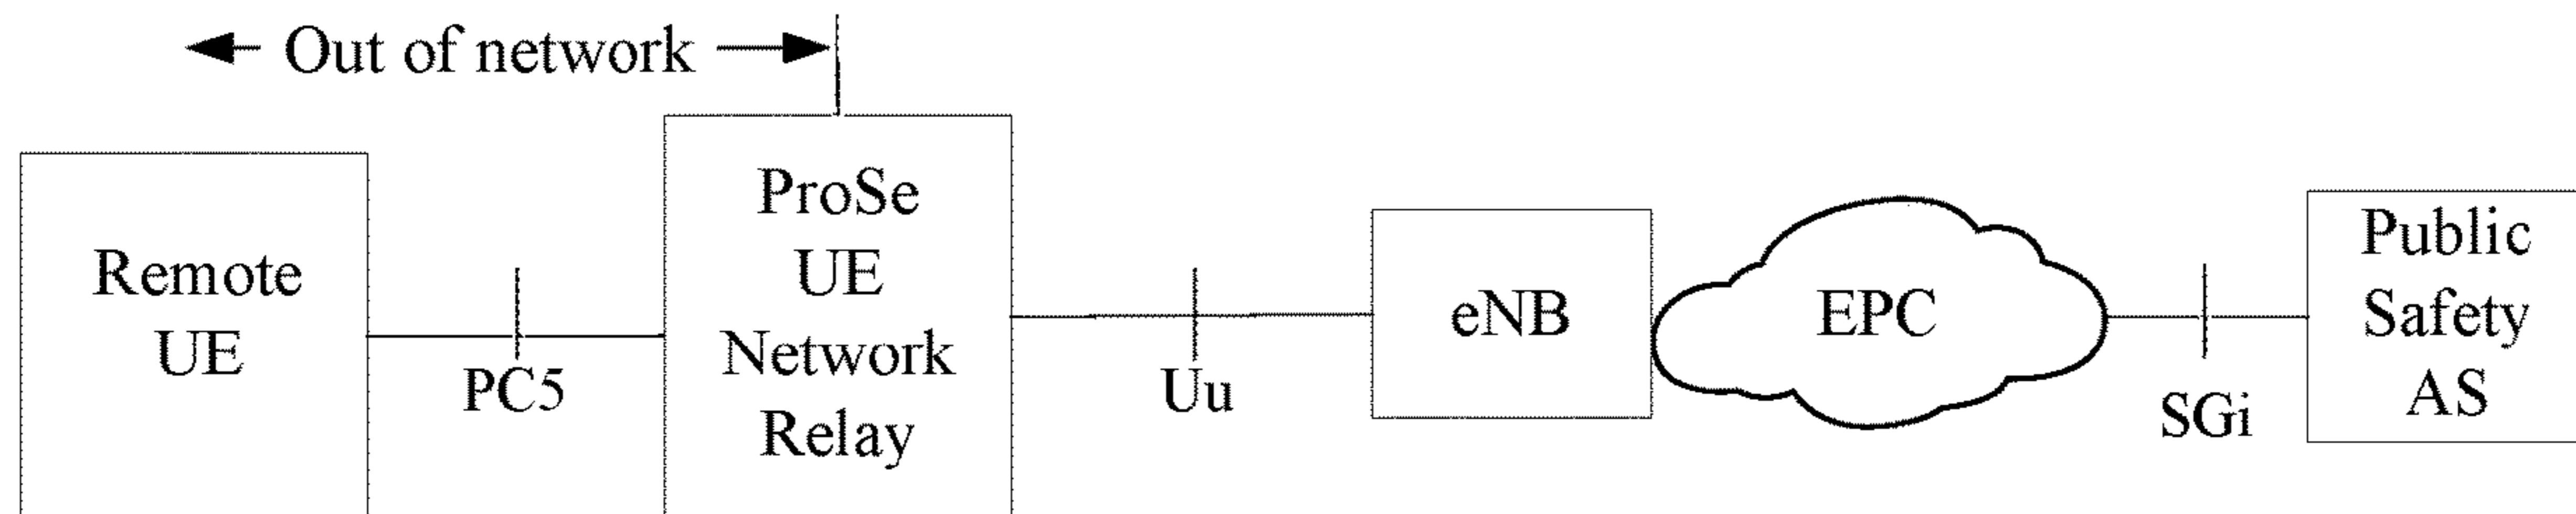 Out of network
Remote
UE
PC5
ProSe
UE
Network
Relay
Uu
eNB
EPC
SGi
Public
Safety
AS